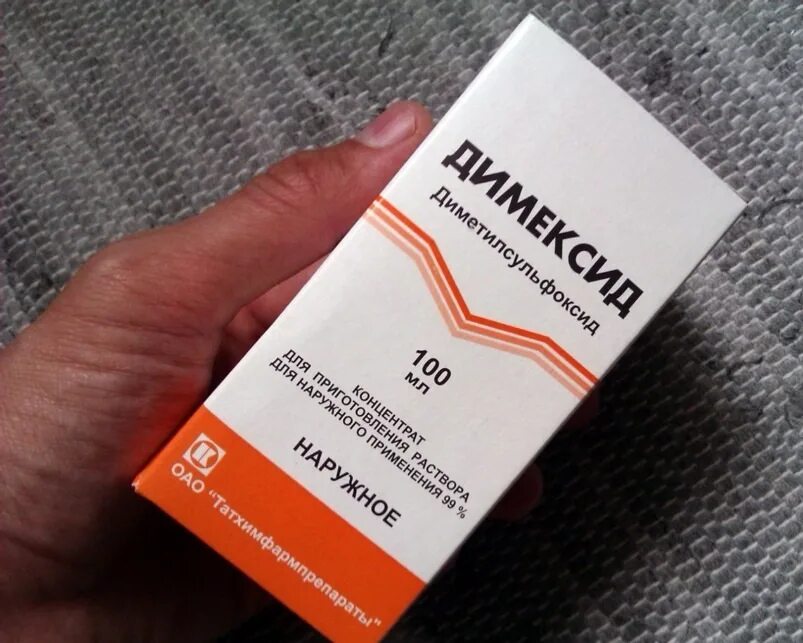 ДИМЕКСИД
Диметилсульфоксид
100
мл
КОНЦЕНТРАТ
ДЛЯ ПРИГОТОВЛЕНИЯ РАСТВОРА
ДЛЯ НАРУЖНОГО ПРИМЕНЕНИЯ 99 %
НАРУЖНОЕ
ОАО "Татхимфармпрепараты"